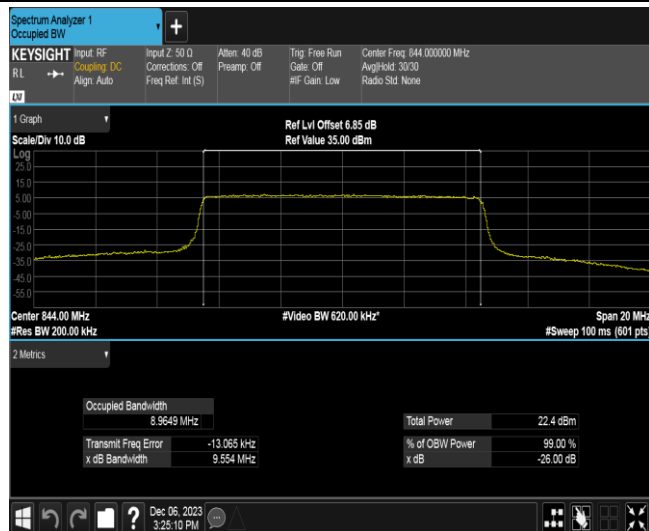 Spectrum Analyzer 1
Occupied BW
+
KEYSIGHT Input: RF Input Z: 50 Ω Atten: 40 dB Trig: Free Run Center Freq: 844.000000 MHz
RL Coupling: DC Corrections: Off Preamp: Off Gate: Off Avg|Hold: 30/30
Align: Auto Freq Ref: Int (S) #IF Gain: Low Radio Std: None
LXI
1 Graph
Ref Lvl Offset 6.85 dB
Scale/Div 10.0 dB Ref Value 35.00 dBm
Log
25.0
15.0
5.00
-5.00
-15.0
-25.0
-35.0
-45.0
-55.0
Center 844.00 MHz #Video BW 620.00 kHz* Span 20 MHz
#Res BW 200.00 kHz #Sweep 100 ms (601 pts)
2 Metrics
Occupied Bandwidth
8.9649 MHz Total Power 22.4 dBm
Transmit Freq Error -13.065 kHz % of OBW Power 99.00 %
x dB Bandwidth 9.554 MHz x dB -26.00 dB
? Dec 06, 2023
3:25:10 PM